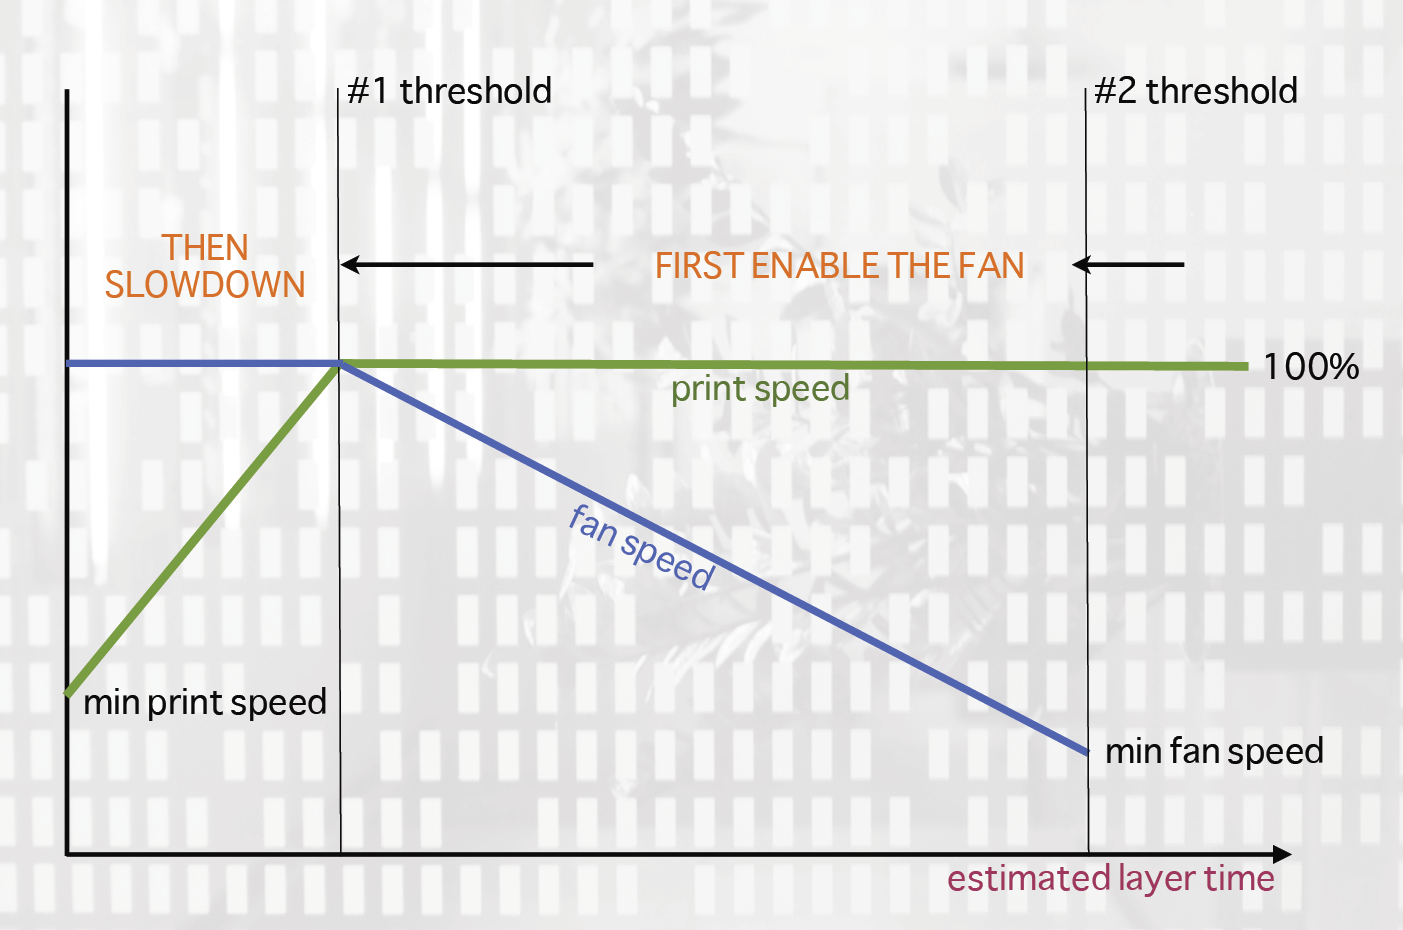 #1 threshold
#2 threshold
THEN
SLOWDOWN
FIRST ENABLE THE FAN
100%
print speed
fan speed
min print speed
min fan speed
estimated layer time